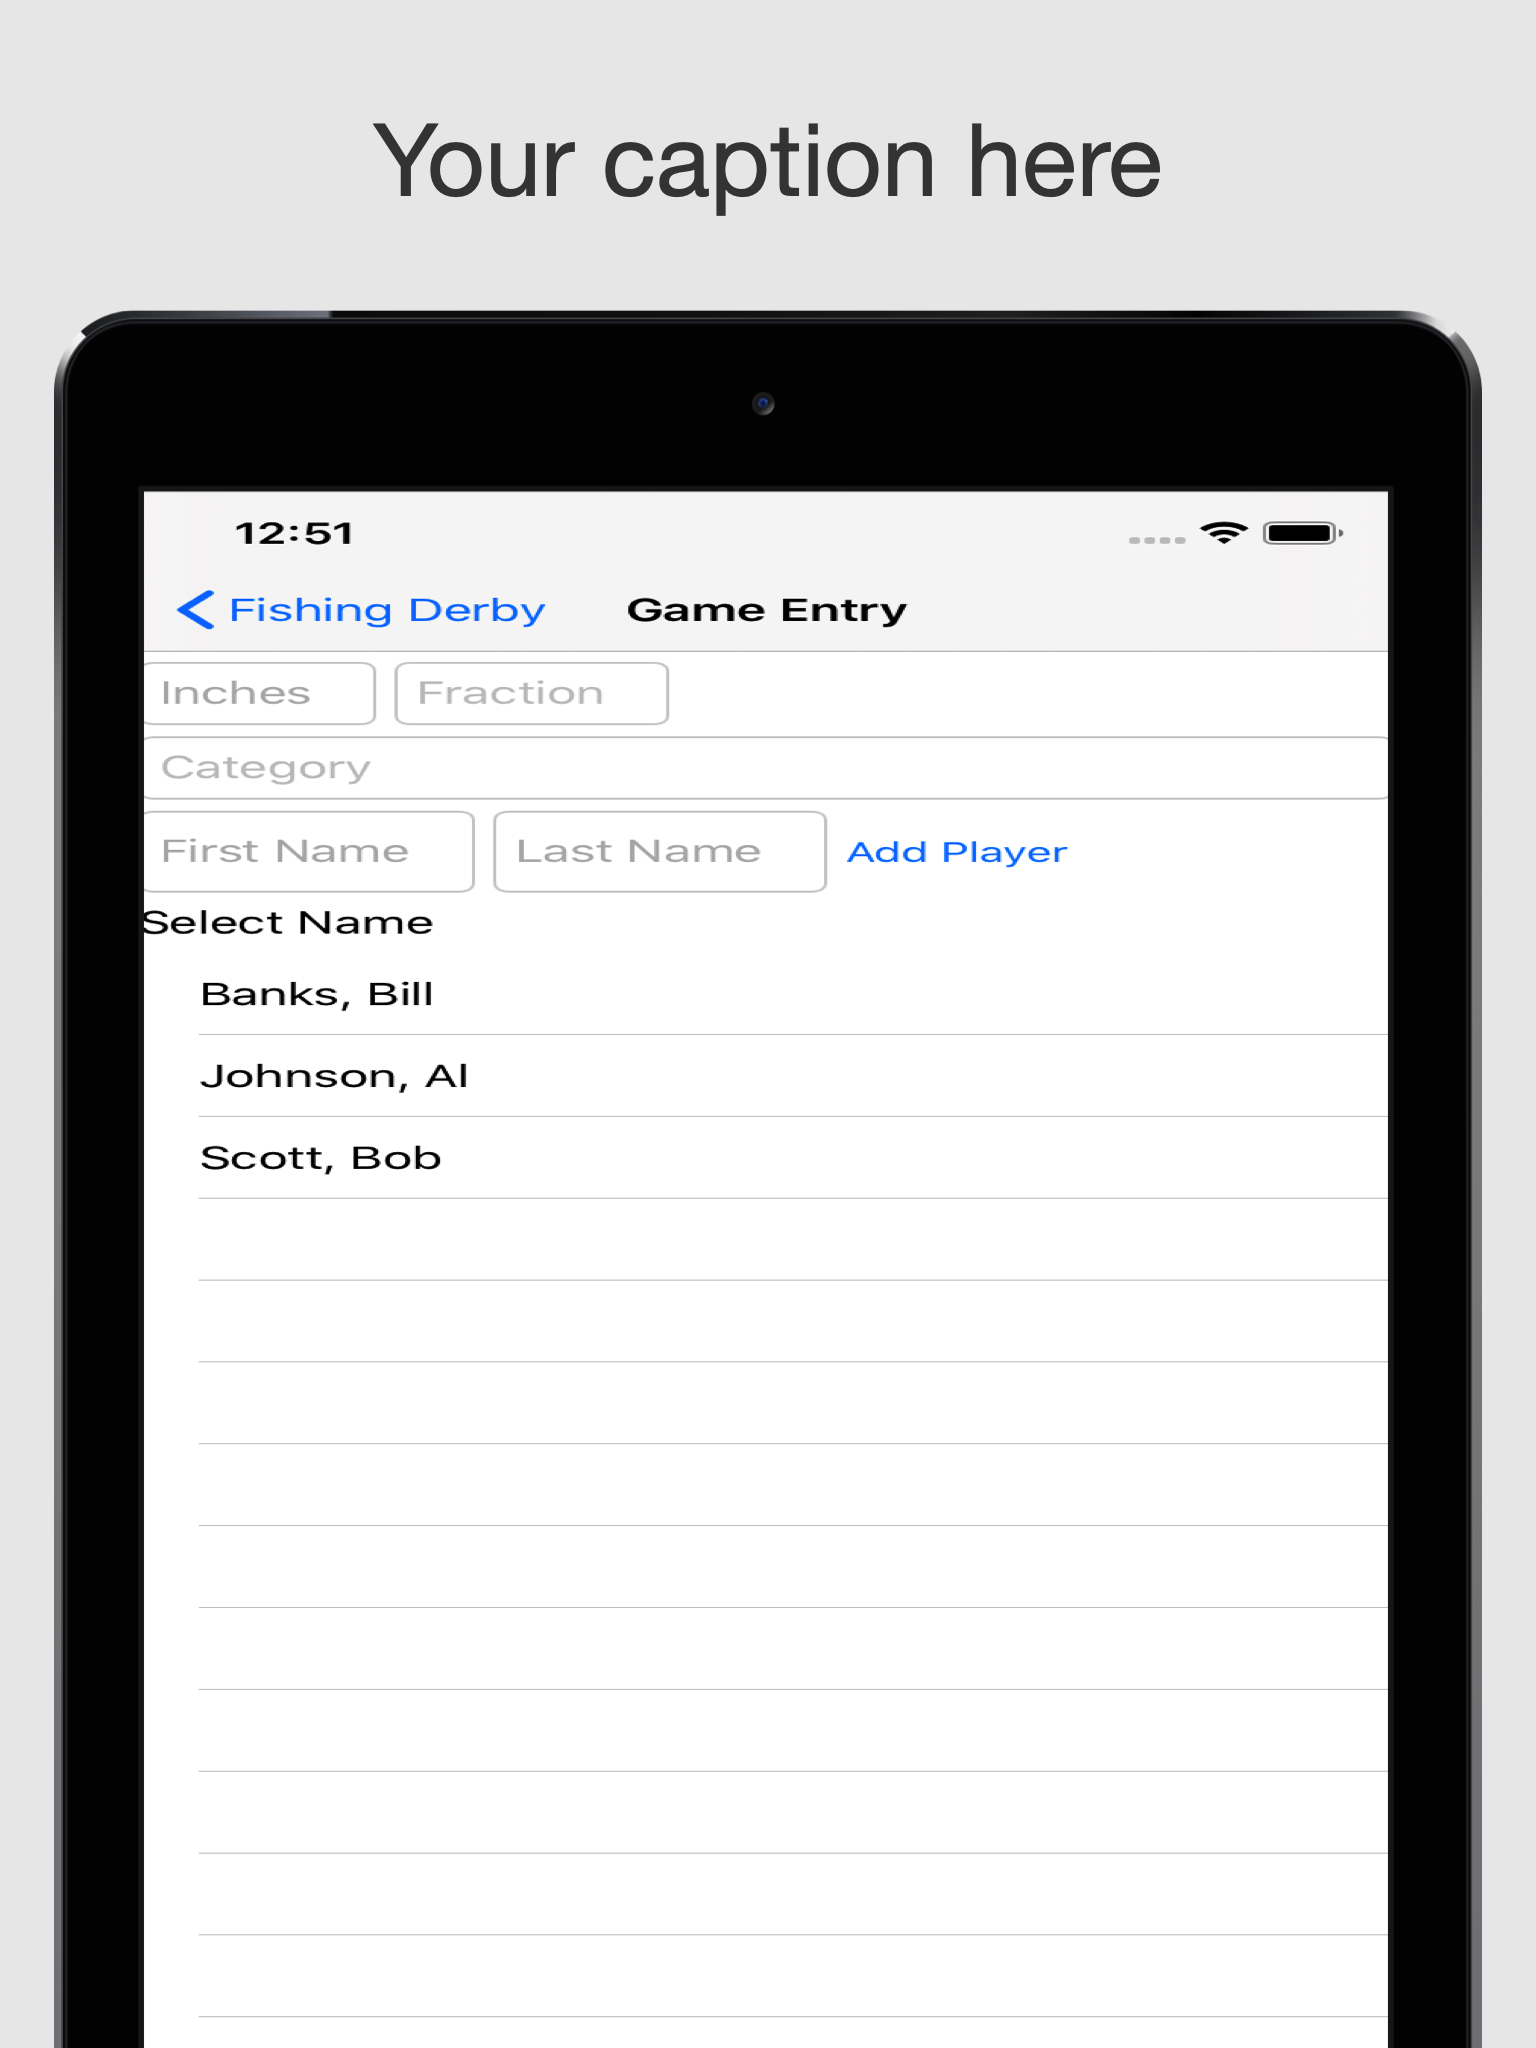 Your caption here
12:51
Fishing Derby Game Entry
Inches Fraction
Category
First Name Last Name Add Player
Select Name
Banks, Bill
Johnson, Al
Scott, Bob